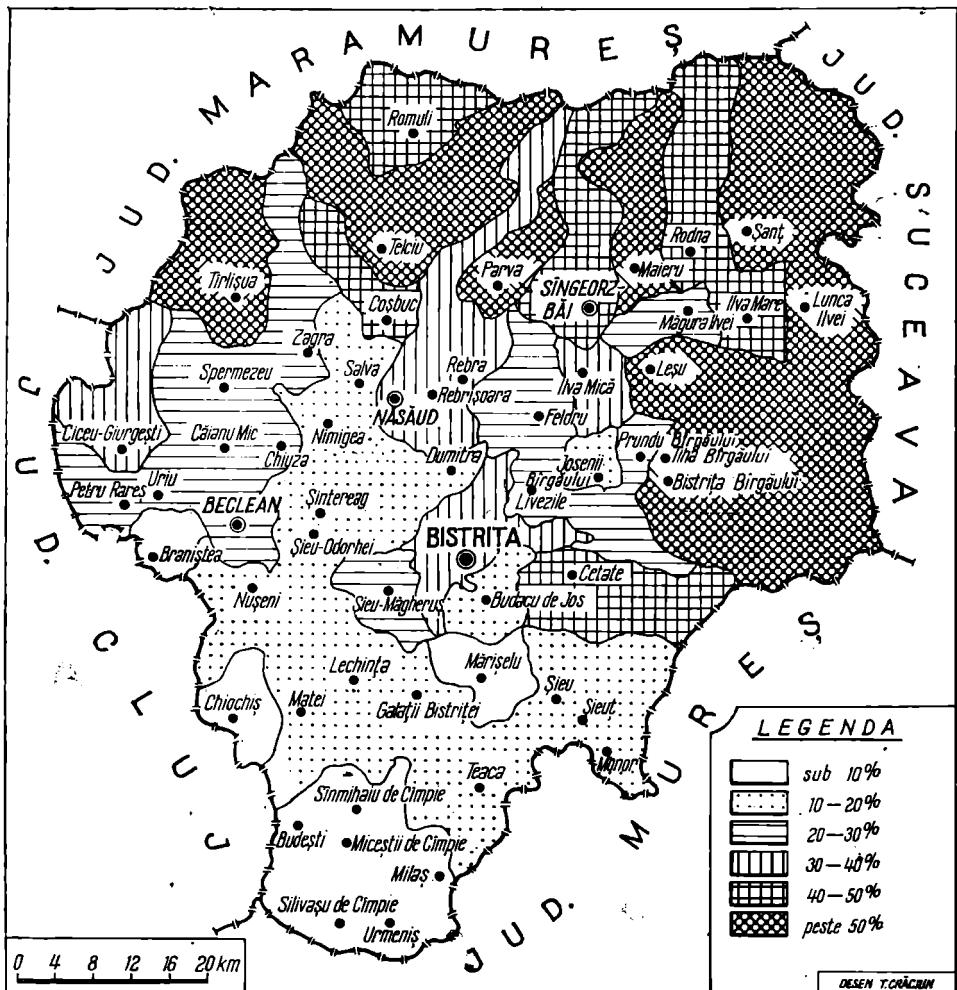 JUD. MARAMUREȘ
JUD. SUCEAVA
Romuli
Telciu
Parva
SÎNGEORZ
BĂI
Maieru
Rodna
Șanț
Tîrlișua
Coșbuc
Măgura Ilvei
Ilva Mare
Lunca
Ilvei
Zagra
Spermezeu
Salva
Rebra
Rebrișoara
NĂSĂUD
Ilva Mică
Leșu
Feldru
Ciceu-Giurgești
Căianu Mic
Chiuza
Nimigea
Dumitra
Josenii
Bîrgăului
Prundu Bîrgăului
Tiha Bîrgăului
Bistrița Bîrgăului
Livezile
Petru Rareș
Uriu
BECLEAN
Sintereag
Șieu-Odorhei
BISTRIȚA
Braniștea
Nușeni
Șieu-Măgheruș
Budacu de Jos
Cetate
Lechința
Mărișelu
Chiochiș
Matei
Galații Bistriței
Șieu
Șieuț
Monor
Teaca
Sînmihaiu de Cîmpie
Budești
Miceștii de Cîmpie
Milaș
Silivașu de Cîmpie
Urmeniș
JUD. CLUJ
JUD. MUREȘ
LEGENDA
sub 10%
10-20%
20-30%
30-40%
40-50%
peste 50%
0 4 8 12 16 20 km
DESEN T.CRĂCIUN